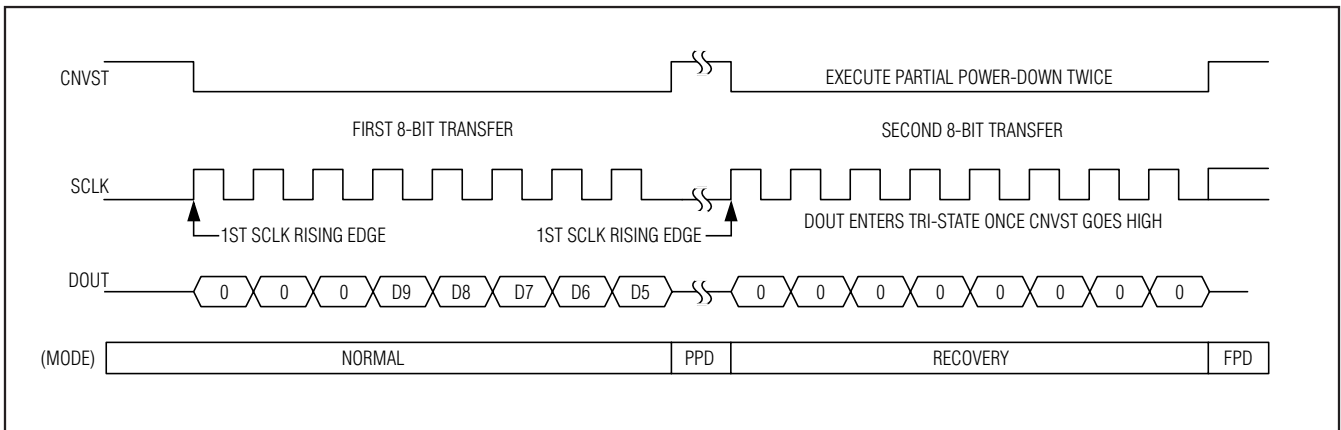 CNVST
EXECUTE PARTIAL POWER-DOWN TWICE
FIRST 8-BIT TRANSFER
SECOND 8-BIT TRANSFER
SCLK
DOUT ENTERS TRI-STATE ONCE CNVST GOES HIGH
1ST SCLK RISING EDGE
1ST SCLK RISING EDGE
DOUT
0 0 0 D9 D8 D7 D6 D5 0 0 0 0 0 0 0 0
(MODE) NORMAL PPD RECOVERY FPD